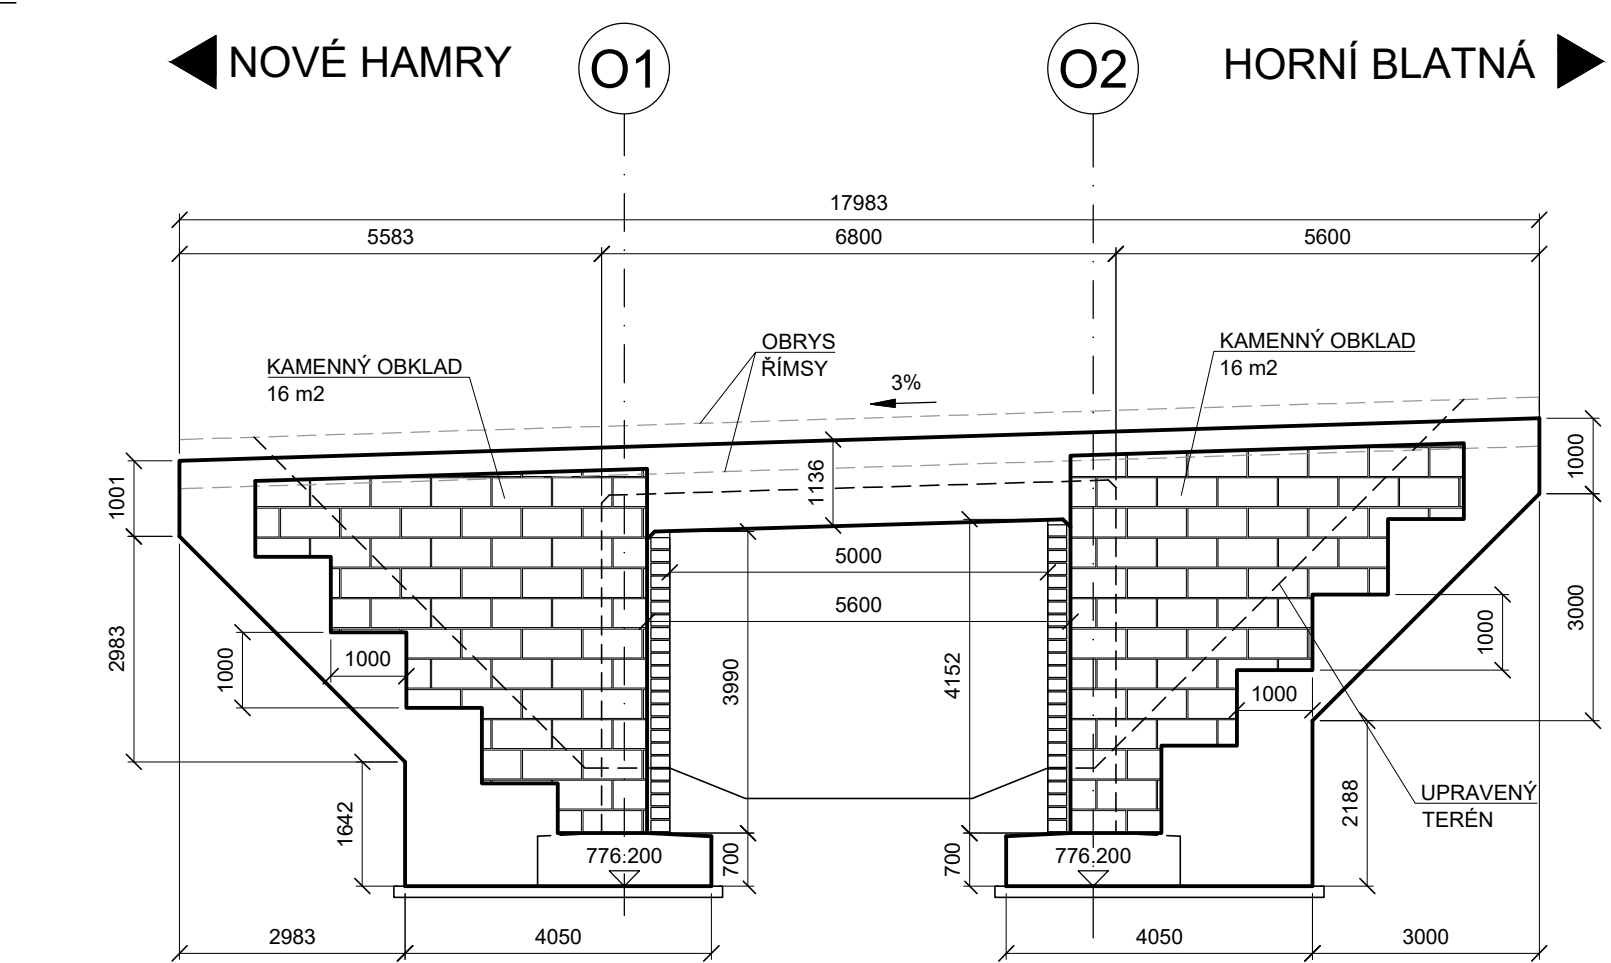 NOVÉ HAMRY
O1
O2
HORNÍ BLATNÁ
17983
5583
6800
5600
KAMENNÝ OBKLAD
16 m2
OBRYS
ŘÍMSY
3%
KAMENNÝ OBKLAD
16 m2
1001
1136
1000
5000
5600
2983
1000
1000
3990
4152
1000
1000
3000
1642
776.200
700
700
776.200
2188
UPRAVENÝ
TERÉN
2983
4050
4050
3000